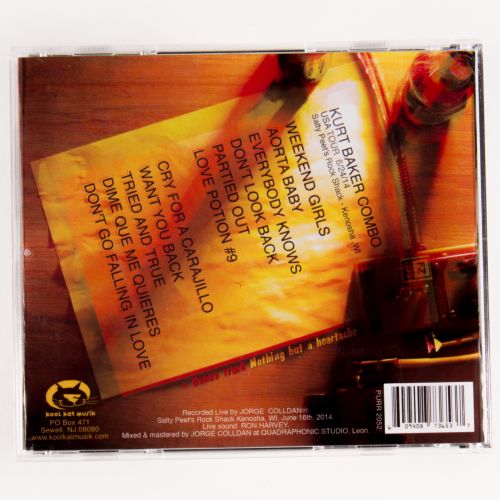 KURT BAKER COMBO
USA TOUR 6/24/14
Salty Peet's Rock Shack - Kenosha, WI
WEEKEND GIRLS
AORTA BABY
EVERYBODY KNOWS
DON'T LOOK BACK
PARTIED OUT
LOVE POTION #9
CRY FOR A CARAJILLO
WANT YOU BACK
TRIED AND TRUE
DIME QUE ME QUIERES
DON'T GO FALLING IN LOVE
Bonus track Nothing but a heartache
kool kat musik
PO Box 471
Sewell, NJ 08080
www.koolkatmusik.com
Recorded Live by JORGE COLLDAN
Salty Peet's Rock Shack Kenosha, WI. June 16th, 2014.
Live sound RON HARVEY.
Mixed & mastered by JORGE COLLDAN at QUADRAPHONIC STUDIO, Leon.
PURR 2052